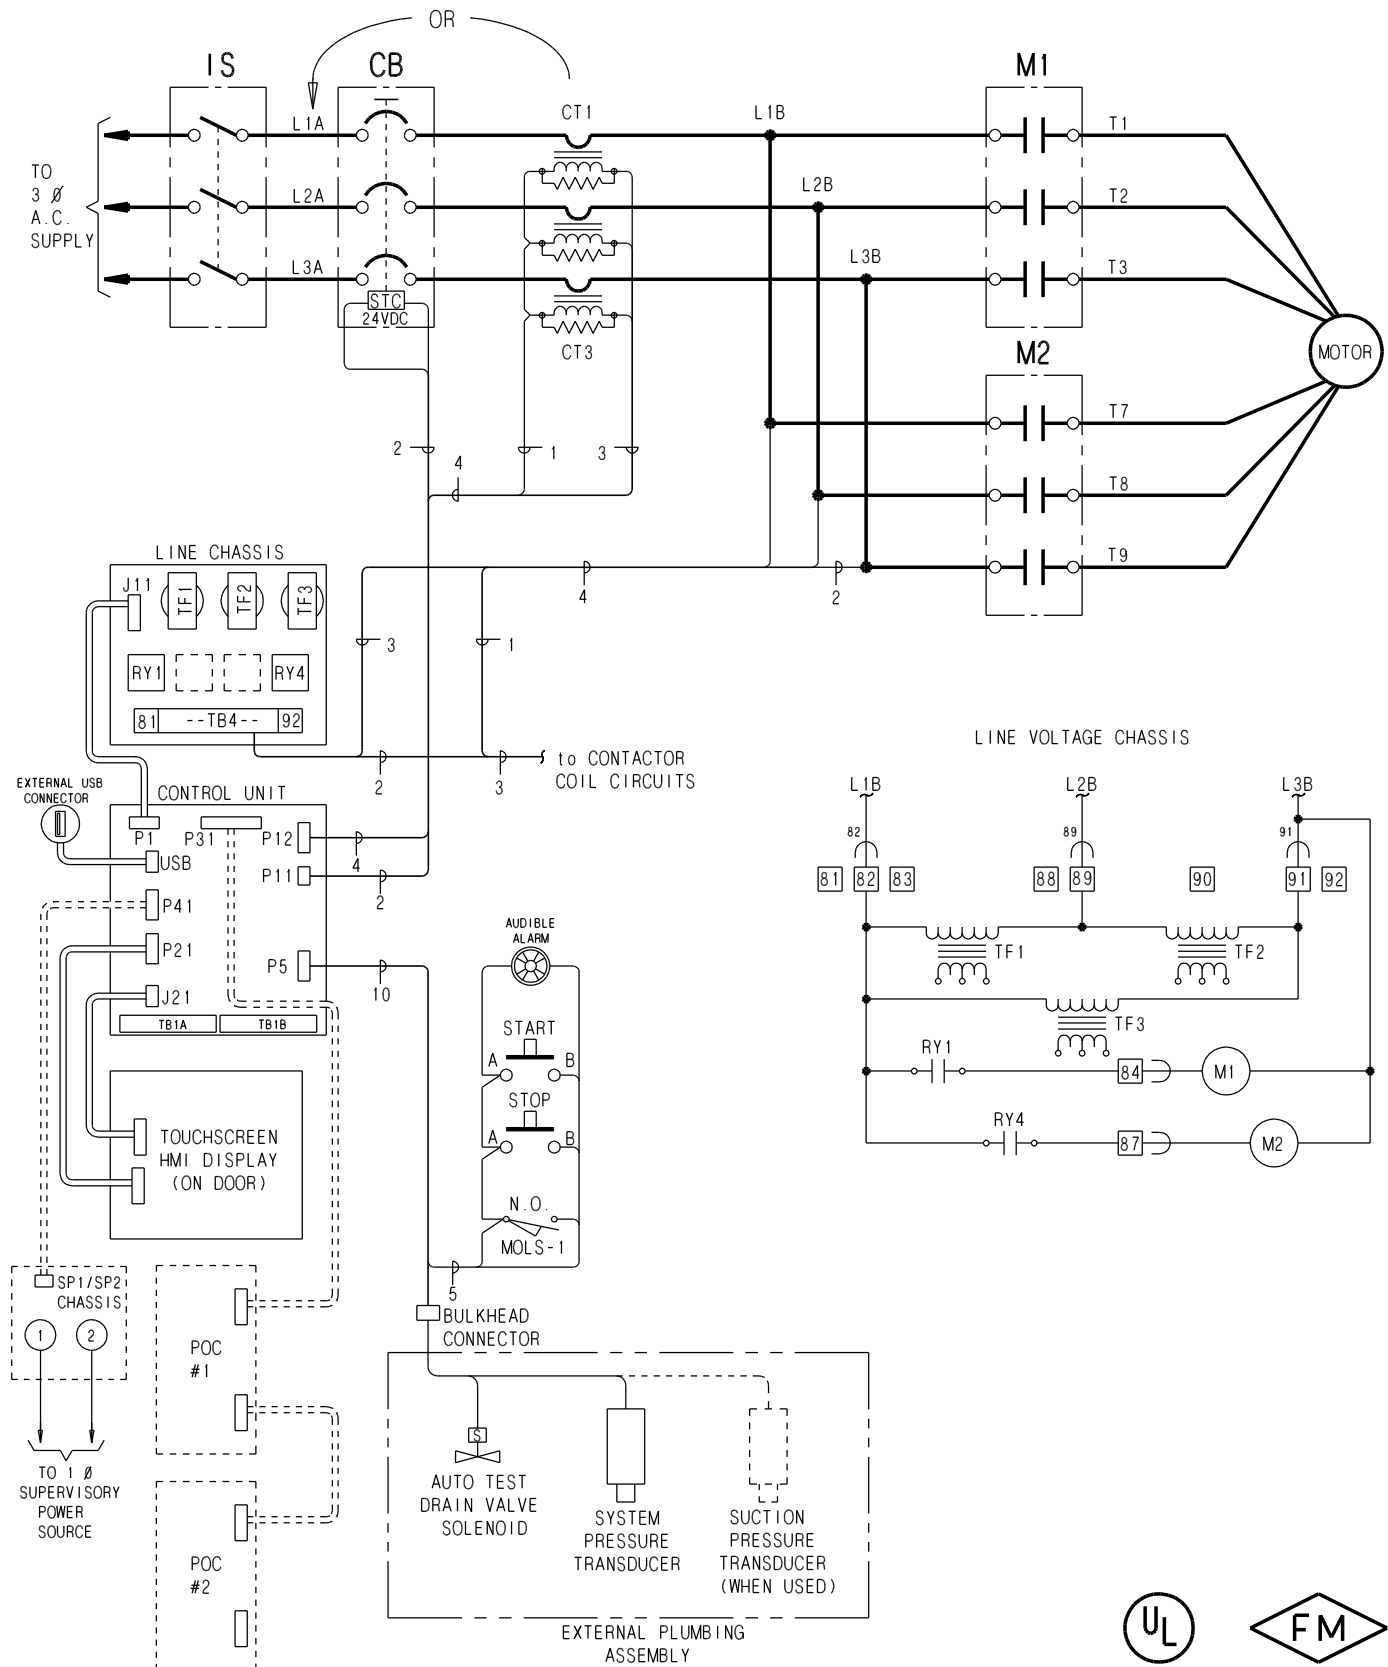 OR
IS
CB
M1
L1A
CT1
L1B
T1
TO
3 Ø
A.C.
SUPPLY
L2A
L2B
T2
L3A
L3B
T3
STC
24VDC
CT3
M2
MOTOR
T7
2
4
1
3
T8
T9
4
2
LINE CHASSIS
J11
TF1
TF2
TF3
3
1
RY1
RY4
81
--TB4--
92
2
3
to CONTACTOR
COIL CIRCUITS
EXTERNAL USB
CONNECTOR
CONTROL UNIT
P1
P31
P12
4
USB
P11
2
P41
P21
P5
10
J21
TB1A
TB1B
AUDIBLE
ALARM
START
A
B
STOP
A
B
N.O.
MOLS-1
5
TOUCHSCREEN
HMI DISPLAY
(ON DOOR)
SP1/SP2
CHASSIS
1
2
TO 1 Ø
SUPERVISORY
POWER
SOURCE
POC
#1
POC
#2
BULKHEAD
CONNECTOR
S
AUTO TEST
DRAIN VALVE
SOLENOID
SYSTEM
PRESSURE
TRANSDUCER
SUCTION
PRESSURE
TRANSDUCER
(WHEN USED)
EXTERNAL PLUMBING
ASSEMBLY
LINE VOLTAGE CHASSIS
L1B
L2B
L3B
82
89
91
81
82
83
88
89
90
91
92
TF1
TF2
TF3
RY1
84
M1
RY4
87
M2
UL
FM